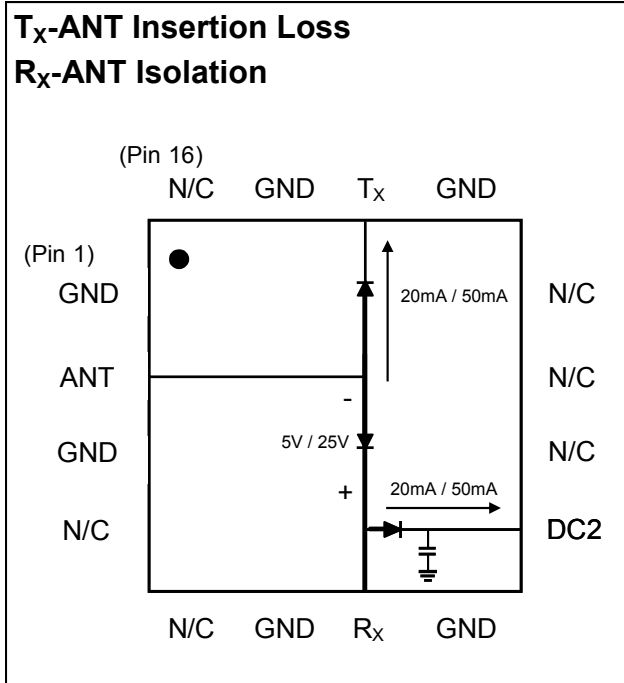 TX-ANT Insertion Loss
RX-ANT Isolation
(Pin 16)
N/C GND TX GND
(Pin 1)
GND 20mA / 50mA N/C
ANT N/C
-
GND 5V / 25V N/C
+ 20mA / 50mA
N/C DC2
N/C GND RX GND